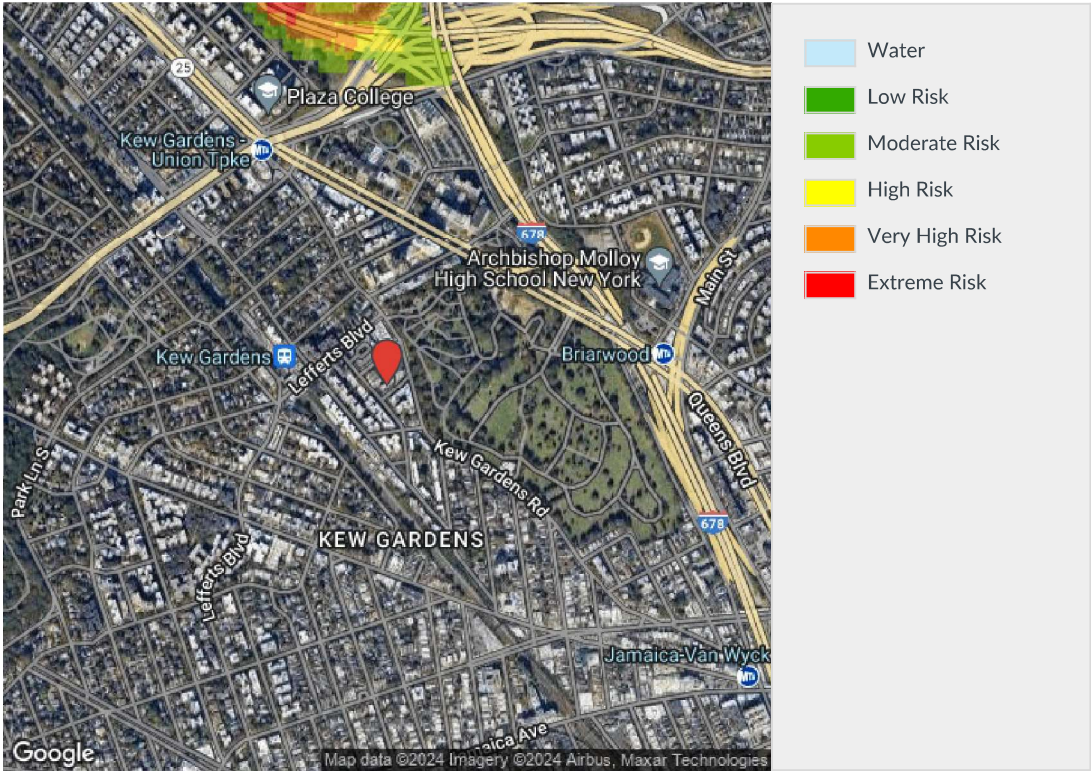 25
Plaza College
Kew Gardens -
Union Tpke
678
Archbishop Molloy
High School New York
Main St
Kew Gardens
Lefferts Blvd
Briarwood
Queens Blvd
Kew Gardens Rd
Park Ln S
678
KEW GARDENS
Lefferts Blvd
Jamaica-Van Wyck
aica Ave
Google
Map data ©2024 Imagery ©2024 Airbus, Maxar Technologies
Water
Low Risk
Moderate Risk
High Risk
Very High Risk
Extreme Risk